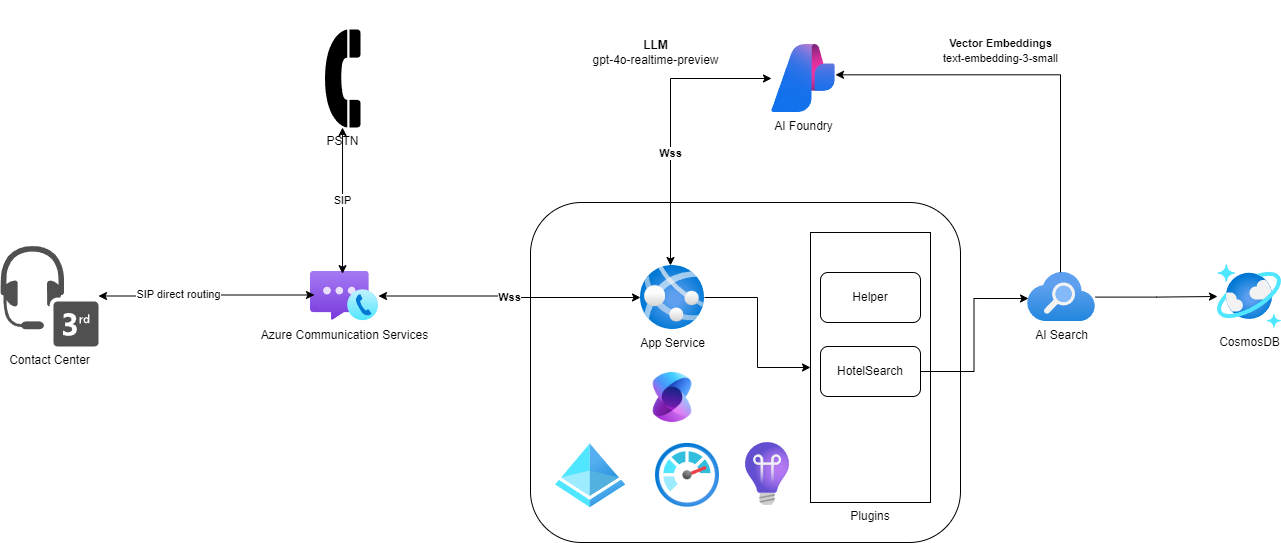 LLM
gpt-4o-realtime-preview
Vector Embeddings
text-embedding-3-small
AI Foundry
PSTN
Wss
SIP
SIP direct routing
3rd
Contact Center
Azure Communication Services
Wss
App Service
Helper
HotelSearch
Plugins
AI Search
CosmosDB